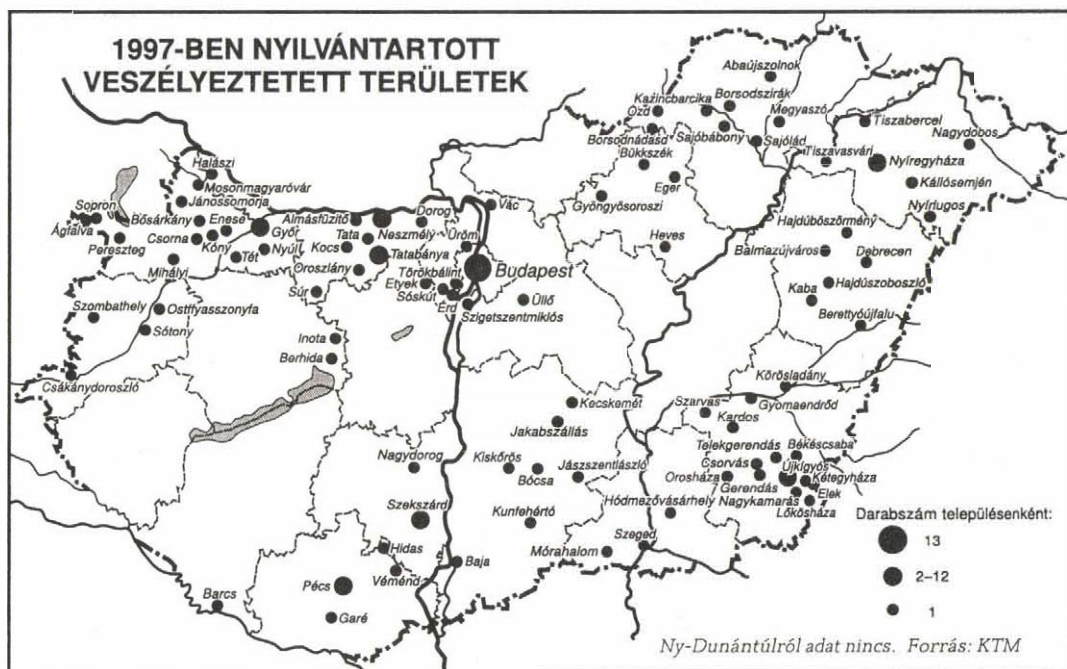 1997-BEN NYILVÁNTARTOTT
VESZÉLYEZTETETT TERÜLETEK
Abaújszolnok
Kazincbarcika
Borsodszirák
Ózd
Megyaszó
Tiszabercel
Nagydobos
Borsodnádasd
Sajóbábony
Sajólád
Bükkszék
Tiszavasvári
Nyíregyháza
Eger
Kállósemjén
Gyöngyösoroszi
Nyírlugos
Heves
Hajdúböszörmény
Balmazújváros
Debrecen
Kaba
Hajdúszoboszló
Berettyóújfalu
Halászi
Mosonmagyaróvár
Jánossomorja
Sopron
Ágfalva
Bősárkány
Enese
Győr
Almásfüzitő
Dorog
Vác
Pereszteg
Csorna
Kóny
Nyúl
Tét
Tata
Neszmély
Kocs
Üröm
Tatabánya
Budapest
Mihályi
Oroszlány
Törökbálint
Etyek
Sóskút
Súr
Érd
Üllő
Szigetszentmiklós
Szombathely
Ostffyasszonyfa
Sótony
Inota
Berhida
Csákánydoroszló
Körösladány
Kecskemét
Szarvas
Gyomaendrőd
Kardos
Jakabszállás
Telekgerendás
Békéscsaba
Nagydorog
Kiskőrös
Bócsa
Jászszentlászló
Csorvás
Újkígyós
Orosháza
Kétegyháza
Gerendás
Elek
Nagykamarás
Lőkösháza
Szekszárd
Kunfehértó
Hódmezővásárhely
Szeged
Mórahalom
Hidas
Baja
Véménd
Pécs
Barcs
Garé
Darabszám településenként:
13
2–12
1
Ny-Dunántúlról adat nincs. Forrás: KTM